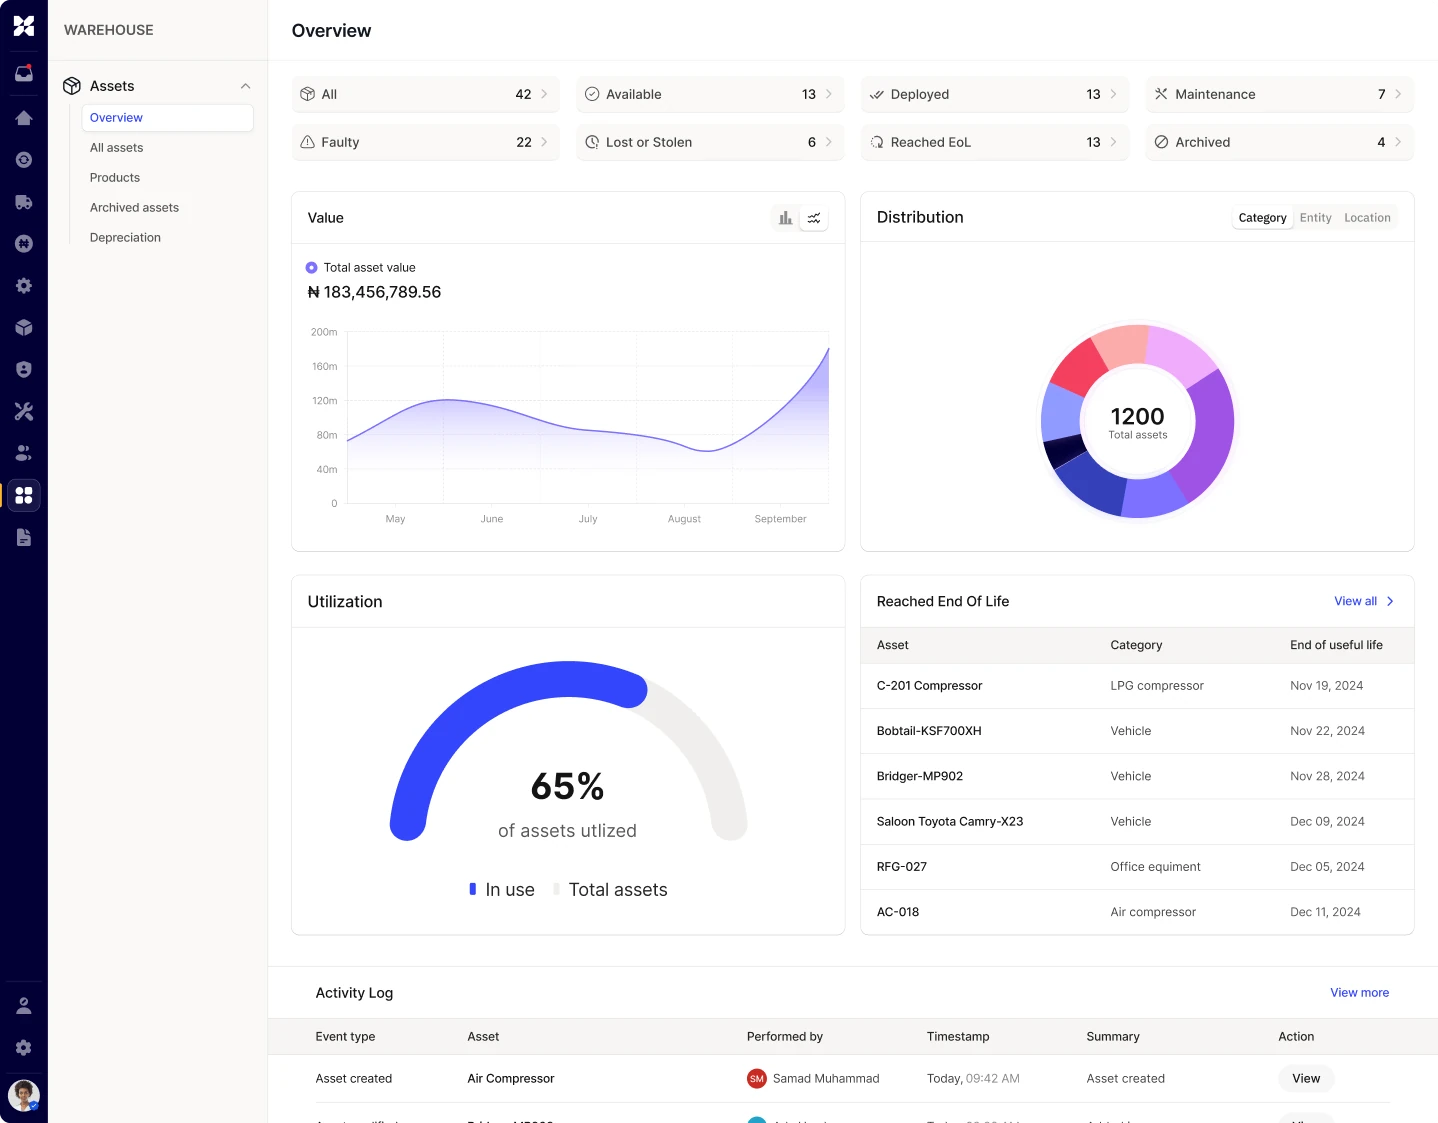 WAREHOUSE
Assets
Overview
All assets
Products
Archived assets
Depreciation
Overview
All 42
Available 13
Deployed 13
Maintenance 7
Faulty 22
Lost or Stolen 6
Reached EoL 13
Archived 4
Value
Total asset value
₦ 183,456,789.56
200m
160m
120m
80m
40m
0
May June July August September
Distribution
Category Entity Location
1200
Total assets
Utilization
65%
of assets utlized
In use Total assets
Reached End Of Life View all
Asset Category End of useful life
C-201 Compressor LPG compressor Nov 19, 2024
Bobtail-KSF700XH Vehicle Nov 22, 2024
Bridger-MP902 Vehicle Nov 28, 2024
Saloon Toyota Camry-X23 Vehicle Dec 09, 2024
RFG-027 Office equiment Dec 05, 2024
AC-018 Air compressor Dec 11, 2024
Activity Log View more
Event type Asset Performed by Timestamp Summary Action
Asset created Air Compressor SM Samad Muhammad Today, 09:42 AM Asset created View